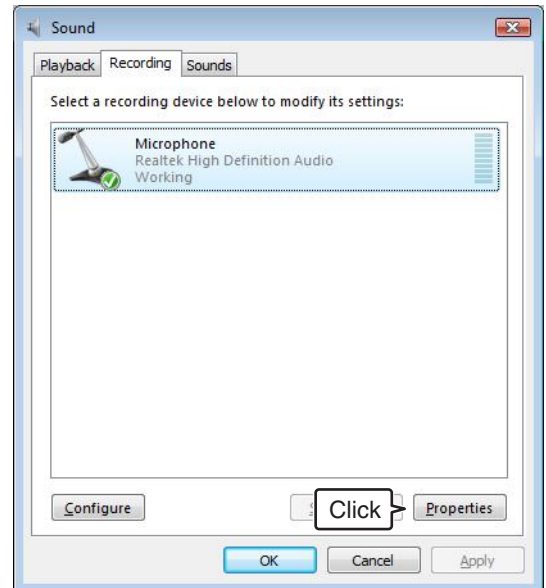 Sound
Playback Recording Sounds
Select a recording device below to modify its settings:
Microphone
Realtek High Definition Audio
Working
Configure Click Properties
OK Cancel Apply